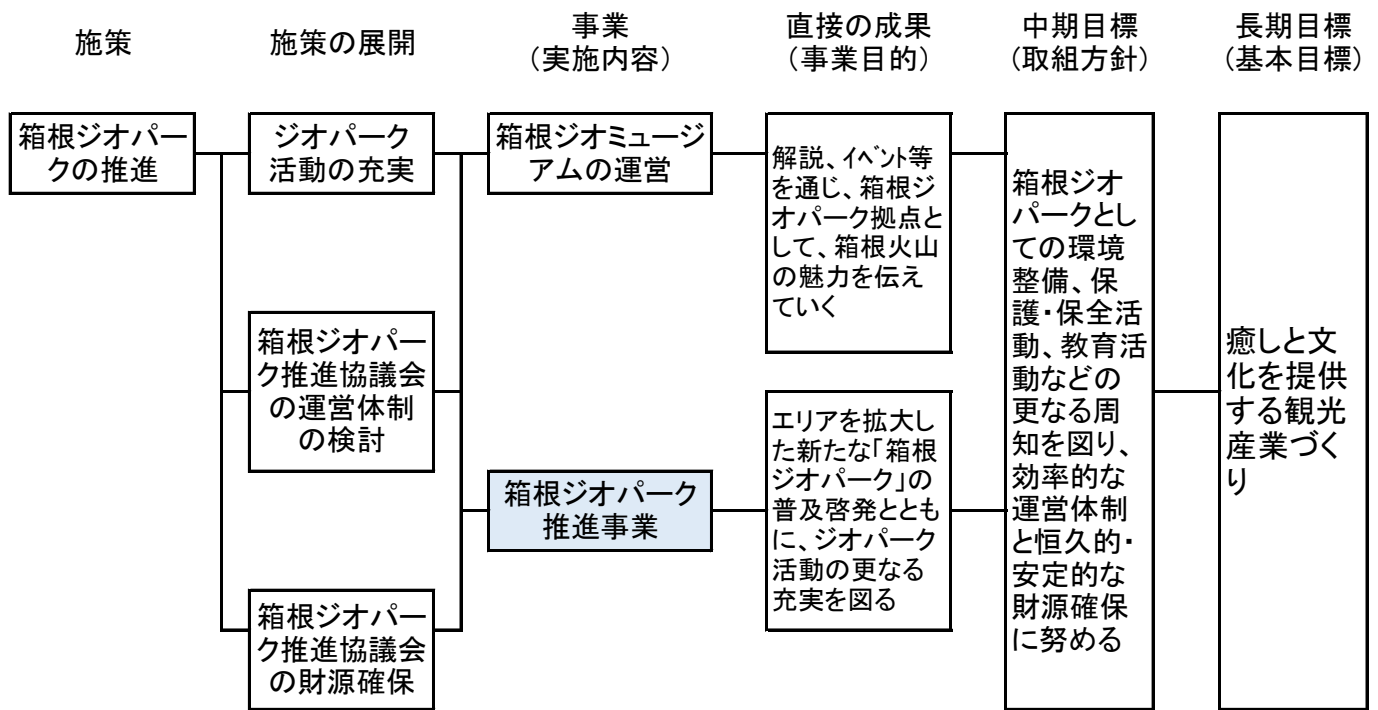 施策
施策の展開
事業
（実施内容）
直接の成果
（事業目的）
中期目標
（取組方針）
長期目標
（基本目標）
箱根ジオパー
クの推進
ジオパーク
活動の充実
箱根ジオパー
ク推進協議会
の運営体制
の検討
箱根ジオパー
ク推進協議会
の財源確保
箱根ジオミュージ
アムの運営
箱根ジオパーク
推進事業
解説、ｲﾍﾞﾝﾄ等
を通じ、箱根ジ
オパーク拠点と
して、箱根火山
の魅力を伝え
ていく
エリアを拡大し
た新たな「箱根
ジオパーク」の
普及啓発ととも
に、ジオパーク
活動の更なる
充実を図る
箱根ジオ
パークとし
ての環境
整備、保
護・保全活
動、教育活
動などの
更なる周
知を図り、
効率的な
運営体制
と恒久的・
安定的な
財源確保
に努める
癒しと文
化を提供
する観光
産業づく
り